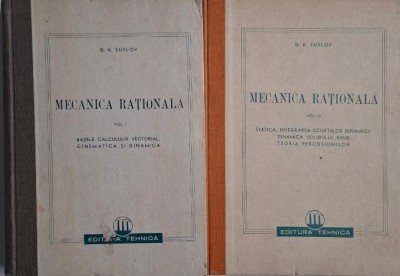 G. K. SUSLOV
MECANICA RAȚIONALĂ
VOL. I
BAZELE CALCULULUI VECTORIAL,
CINEMATICA ȘI DINAMICA
EDITURA TEHNICĂ
G. K. SUSLOV
MECANICA RAȚIONALĂ
VOL. II
STATICA, INTEGRAREA ECUAȚIILOR DINAMICII
DINAMICA SOLIDULUI RIGID,
TEORIA PERCUSIUNILOR
EDITURA TEHNICĂ